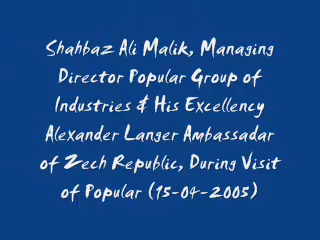 Shahbaz Ali Malik, Managing
Director Popular Group of
Industries & His Excellency
Alexander Langer Ambassadar
of Zech Republic, During Visit
of Popular (15-04-2005)